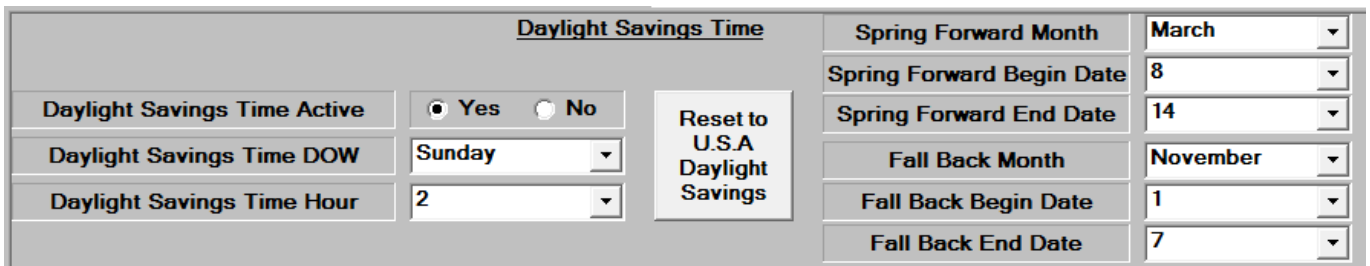 Daylight Savings Time
Daylight Savings Time Active
Yes
No
Daylight Savings Time DOW
Sunday
Daylight Savings Time Hour
2
Reset to
U.S.A
Daylight
Savings
Spring Forward Month
March
Spring Forward Begin Date
8
Spring Forward End Date
14
Fall Back Month
November
Fall Back Begin Date
1
Fall Back End Date
7